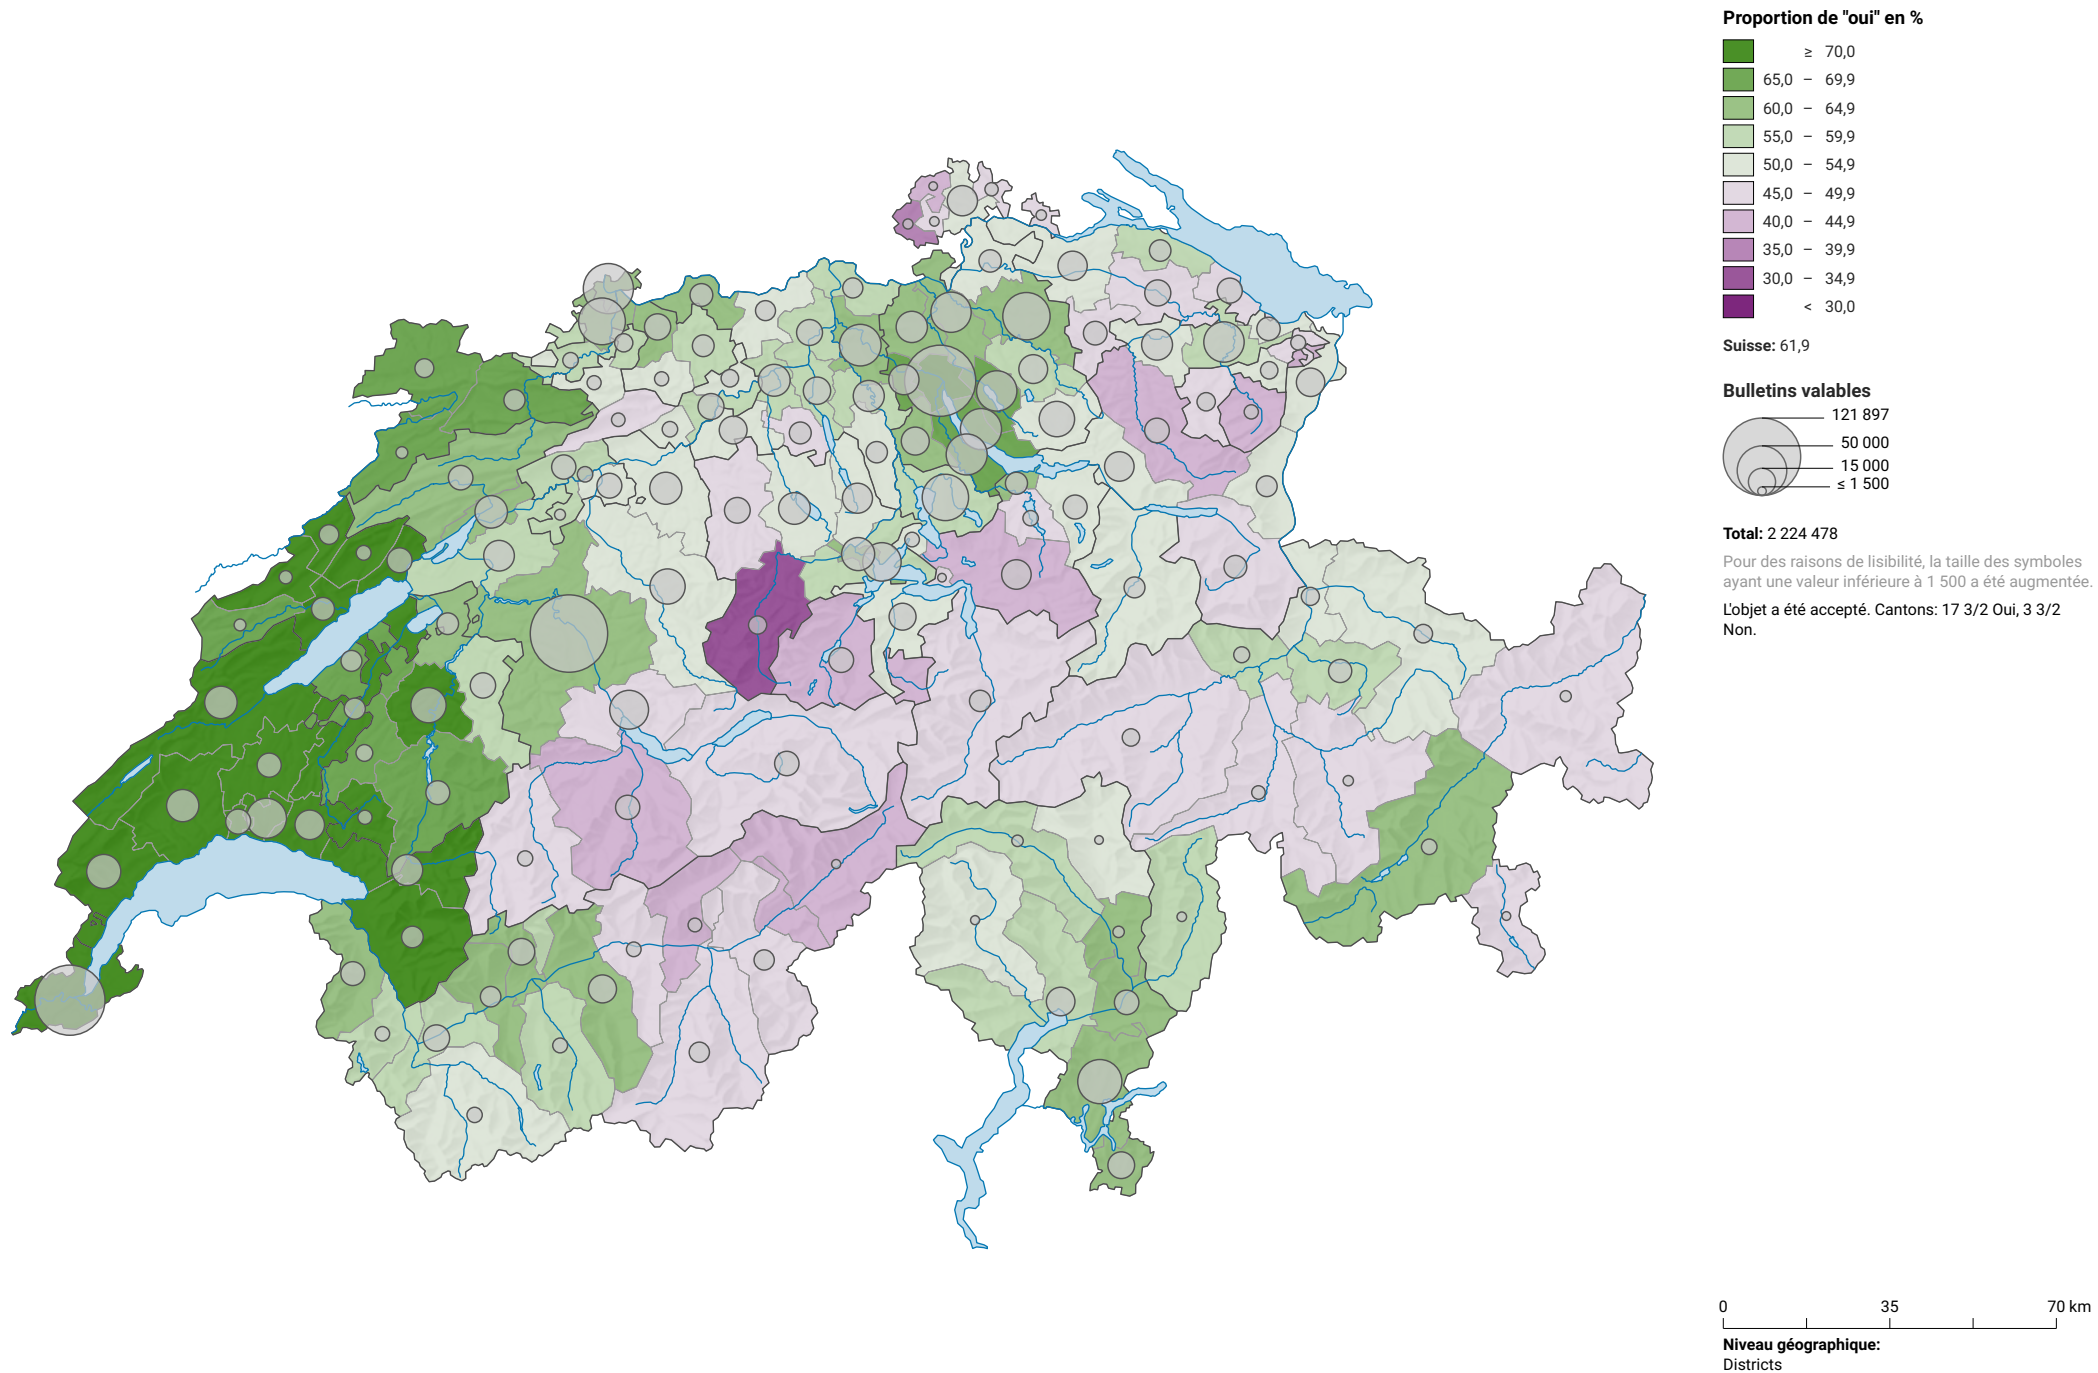 Proportion de "oui" en %
≥ 70,0
65,0 – 69,9
60,0 – 64,9
55,0 – 59,9
50,0 – 54,9
45,0 – 49,9
40,0 – 44,9
35,0 – 39,9
30,0 – 34,9
< 30,0
Suisse: 61,9
Bulletins valables
121 897
50 000
15 000
≤ 1 500
Total: 2 224 478
Pour des raisons de lisibilité, la taille des symboles
ayant une valeur inférieure à 1 500 a été augmentée.
L'objet a été accepté. Cantons: 17 3/2 Oui, 3 3/2
Non.
0 35 70 km
Niveau géographique:
Districts